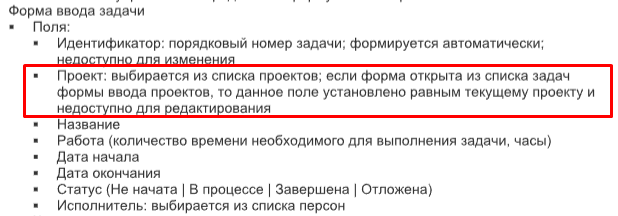 Форма ввода задачи
▪ Поля:
▪ Идентификатор: порядковый номер задачи; формируется автоматически;
недоступно для изменения
▪ Проект: выбирается из списка проектов; если форма открыта из списка задач
формы ввода проектов, то данное поле установлено равным текущему проекту и
недоступно для редактирования
▪ Название
▪ Работа (количество времени необходимого для выполнения задачи, часы)
▪ Дата начала
▪ Дата окончания
▪ Статус (Не начата | В процессе | Завершена | Отложена)
▪ Исполнитель: выбирается из списка персон